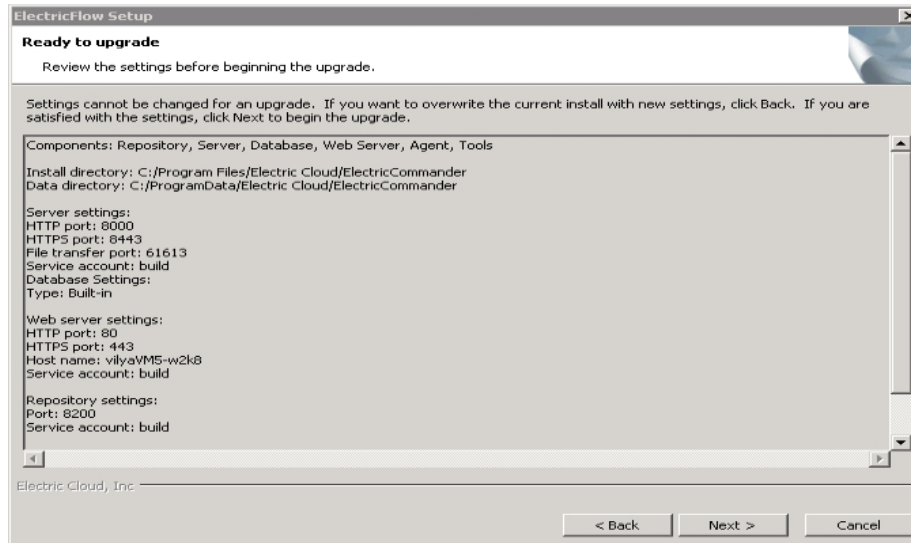 ElectricFlow Setup
Ready to upgrade
Review the settings before beginning the upgrade.
Settings cannot be changed for an upgrade. If you want to overwrite the current install with new settings, click Back. If you are
satisfied with the settings, click Next to begin the upgrade.
Components: Repository, Server, Database, Web Server, Agent, Tools
Install directory: C:/Program Files/Electric Cloud/ElectricCommander
Data directory: C:/ProgramData/Electric Cloud/ElectricCommander
Server settings:
HTTP port: 8000
HTTPS port: 8443
File transfer port: 61613
Service account: build
Database Settings:
Type: Built-in
Web server settings:
HTTP port: 80
HTTPS port: 443
Host name: vilyaVM5-w2k8
Service account: build
Repository settings:
Port: 8200
Service account: build
Electric Cloud, Inc
< Back
Next >
Cancel